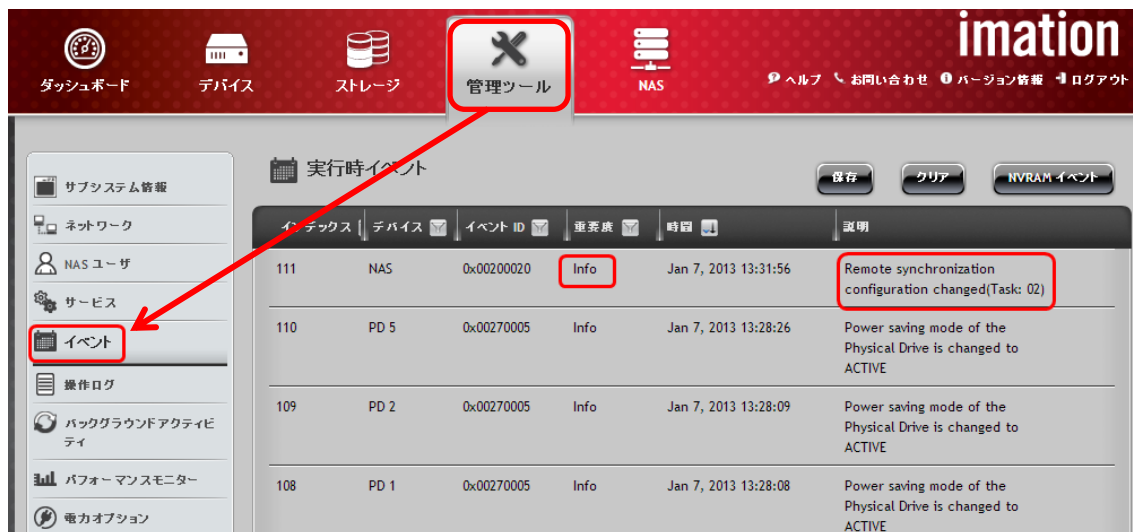 imation
ダッシュボード
デバイス
ストレージ
管理ツール
NAS
ヘルプ お問い合わせ バージョン情報 ログアウト
サブシステム情報
ネットワーク
NAS ユーザ
サービス
イベント
操作ログ
バックグラウンドアクティビ
ティ
パフォーマンスモニター
電力オプション
実行時イベント
保存 クリア NVRAM イベント
インデックス デバイス イベント ID 重要度 時間 説明
111 NAS 0x00200020 Info Jan 7, 2013 13:31:56 Remote synchronization
configuration changed(Task: 02)
110 PD 5 0x00270005 Info Jan 7, 2013 13:28:26 Power saving mode of the
Physical Drive is changed to
ACTIVE
109 PD 2 0x00270005 Info Jan 7, 2013 13:28:09 Power saving mode of the
Physical Drive is changed to
ACTIVE
108 PD 1 0x00270005 Info Jan 7, 2013 13:28:08 Power saving mode of the
Physical Drive is changed to
ACTIVE